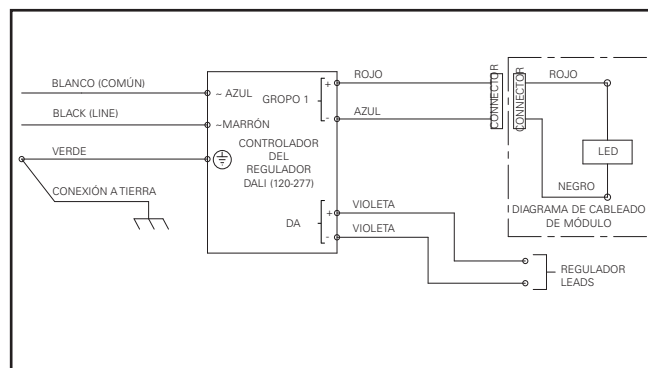 BLANCO (COMÚN)
BLACK (LINE)
VERDE
CONEXIÓN A TIERRA
~ AZUL
GROPO 1
+
-
~MARRÓN
CONTROLADOR
DEL
REGULADOR
DALI (120-277)
DA
+
-
ROJO
AZUL
VIOLETA
VIOLETA
CONNECTOR
CONNECTOR
ROJO
LED
NEGRO
DIAGRAMA DE CABLEADO
DE MÓDULO
REGULADOR
LEADS